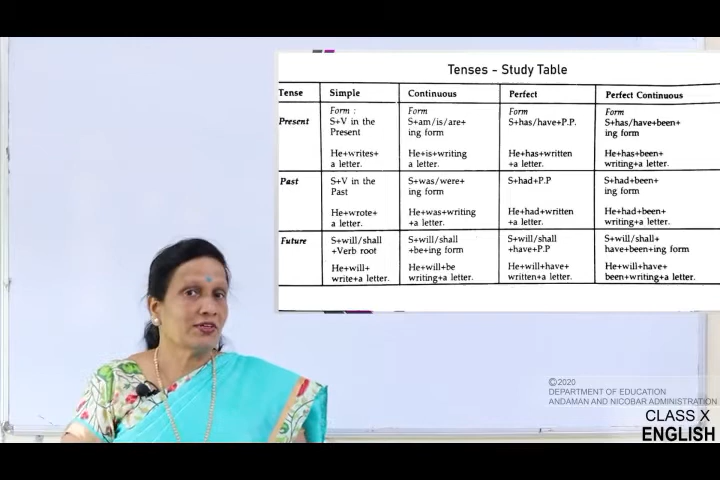 Tenses - Study Table
Tense Simple Continuous Perfect Perfect Continuous
Form : Form Form Form
Present S+V in the S+am/is/are+ S+has/have+P.P. S+has/have+been+
Present ing form ing form
He+writes+ He+is+writing He+has+written He+has+been+
a letter. a letter. +a letter. writing+a letter.
Past S+V in the S+was/were+ S+had+P.P S+had+been+
Past ing form ing form
He+wrote+ He+was+writing He+had+written He+had+been+
a letter. +a letter. +a letter. writing+a letter.
Future S+will/shall S+will/shall S+will/shall S+will/shall+
+Verb root +be+ing form +have+P.P have+been+ing form
He+will+ He+will+be He+will+have+ He+will+have+
write+a letter. writing+a letter. written+a letter. been+writing+a letter.
©2020
DEPARTMENT OF EDUCATION
ANDAMAN AND NICOBAR ADMINISTRATION
CLASS X
ENGLISH